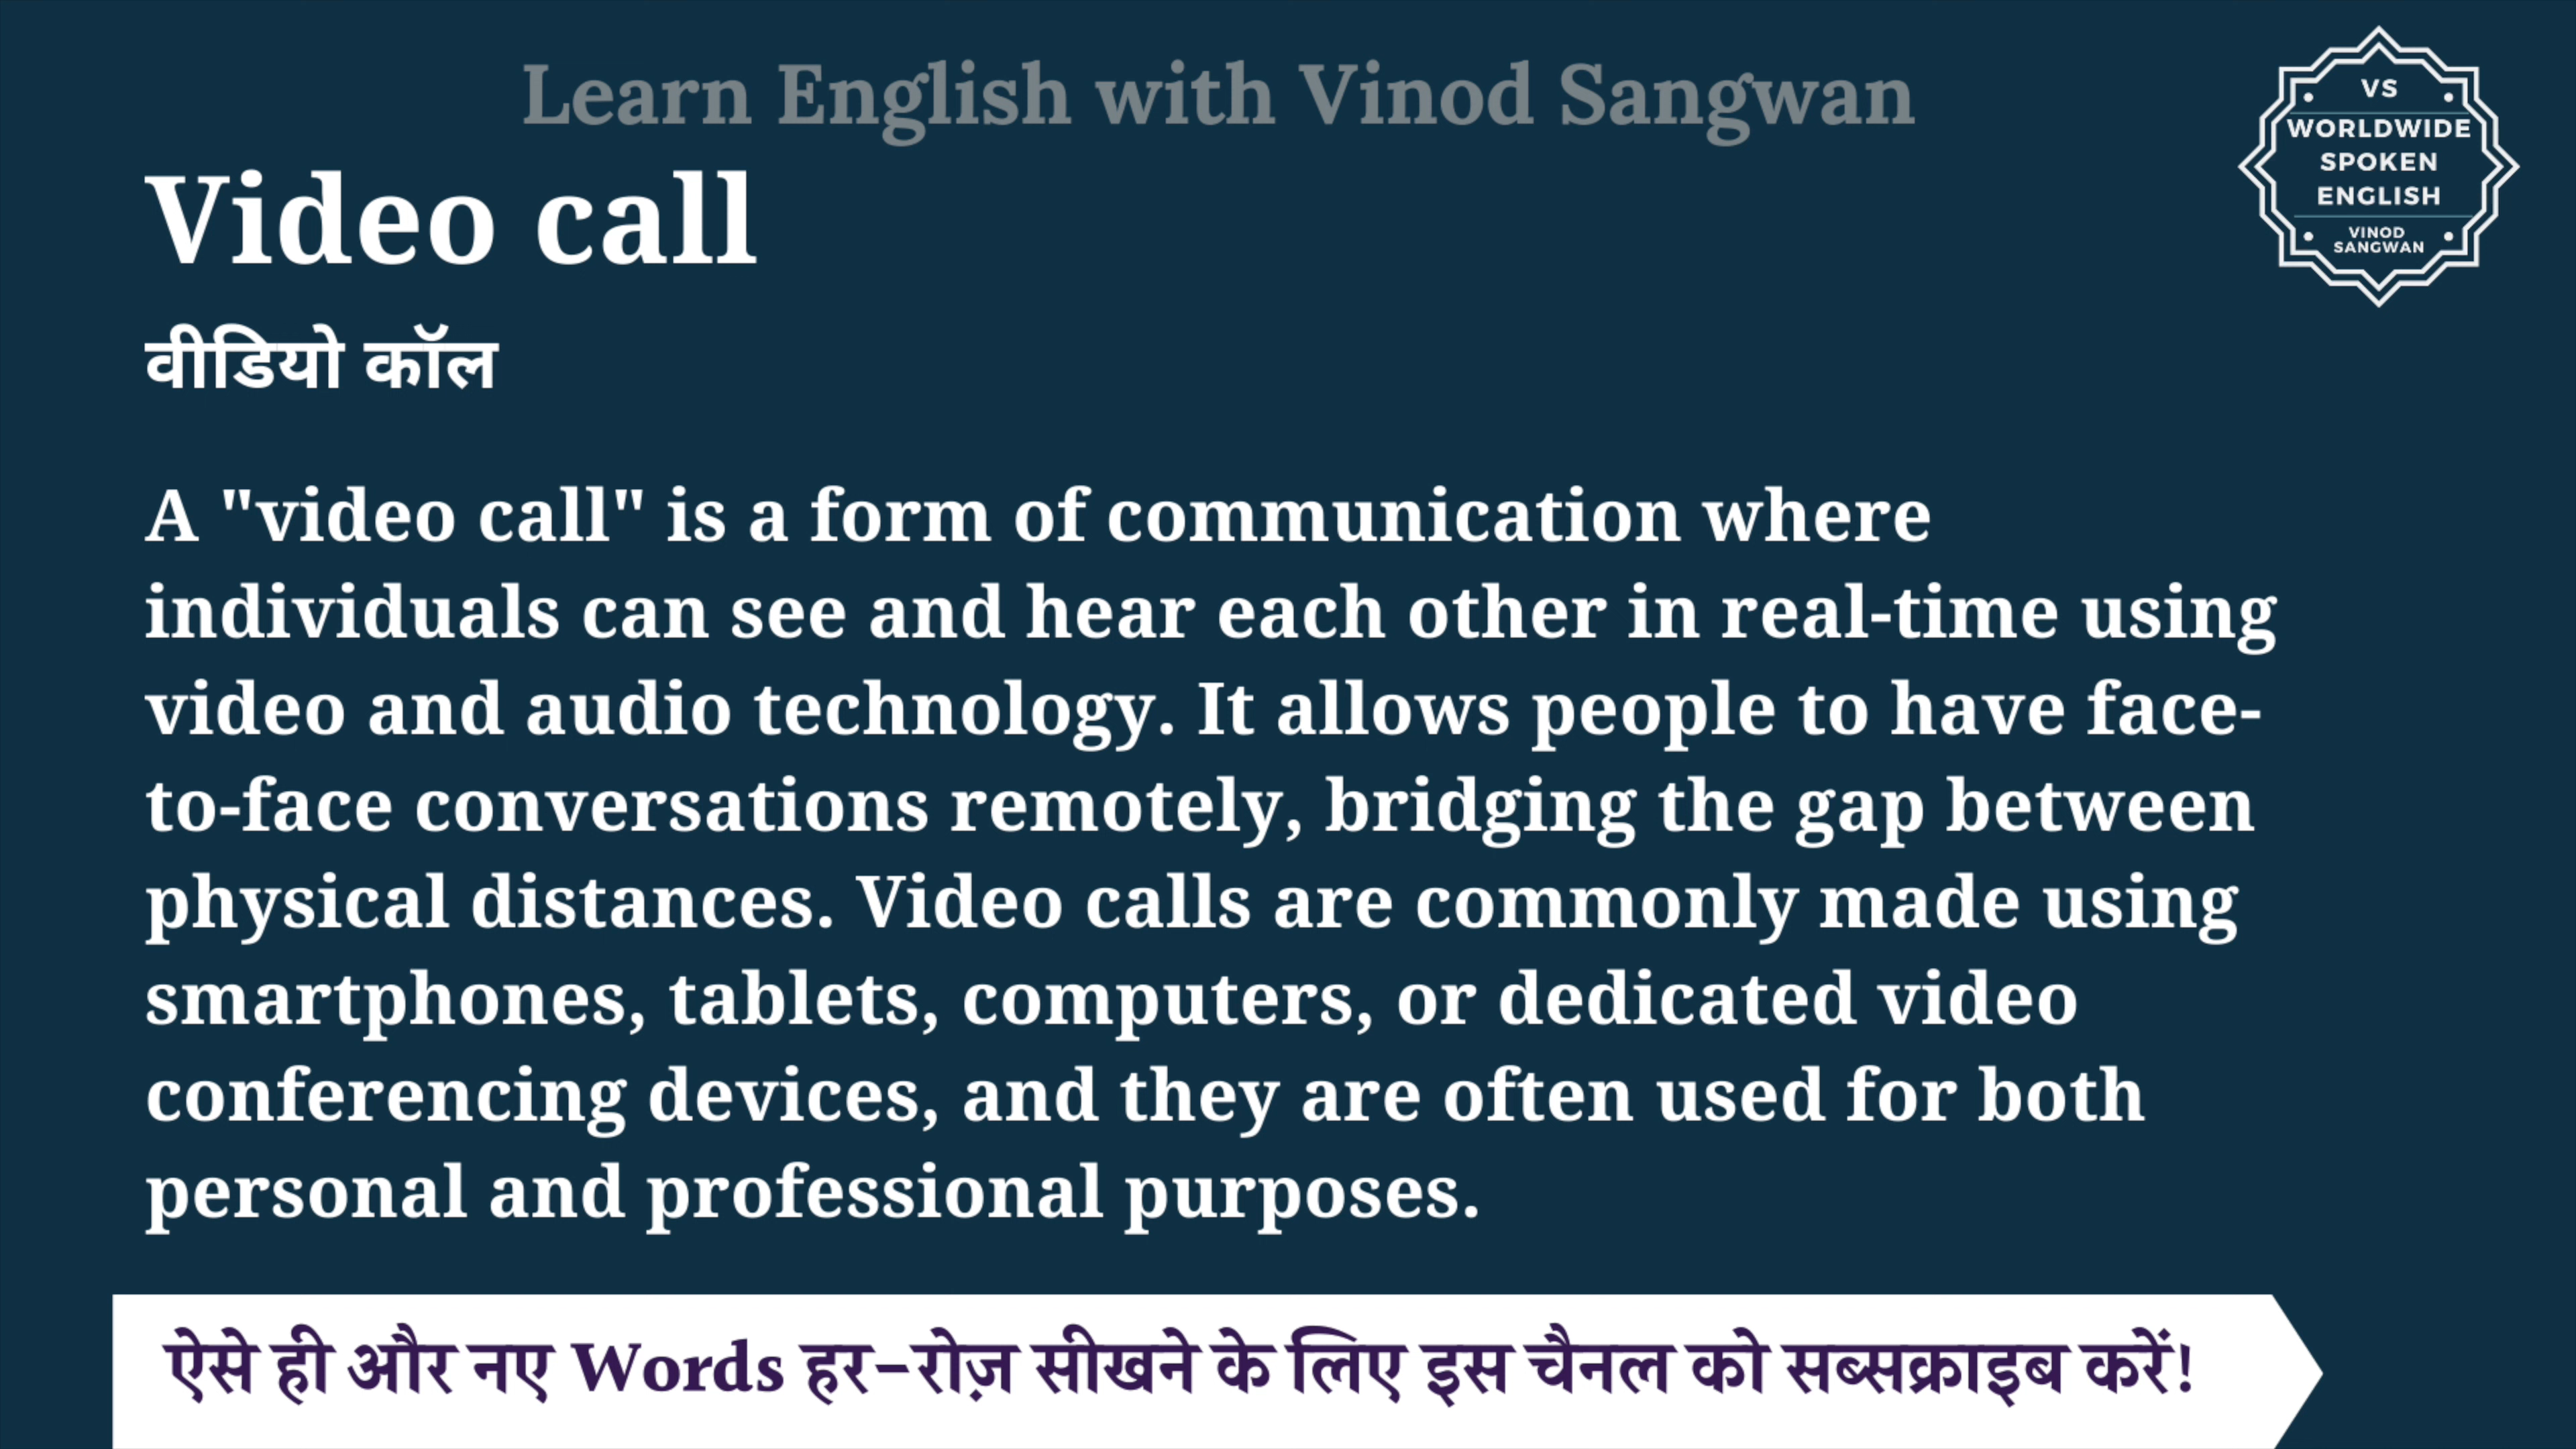 Learn English with Vinod Sangwan
VS
WORLDWIDE
SPOKEN
ENGLISH
VINOD
SANGWAN
Video call
वीडियो कॉल
A "video call" is a form of communication where
individuals can see and hear each other in real-time using
video and audio technology. It allows people to have face-
to-face conversations remotely, bridging the gap between
physical distances. Video calls are commonly made using
smartphones, tablets, computers, or dedicated video
conferencing devices, and they are often used for both
personal and professional purposes.
ऐसे ही और नए Words हर-रोज़ सीखने के लिए इस चैनल को सब्सक्राइब करें!